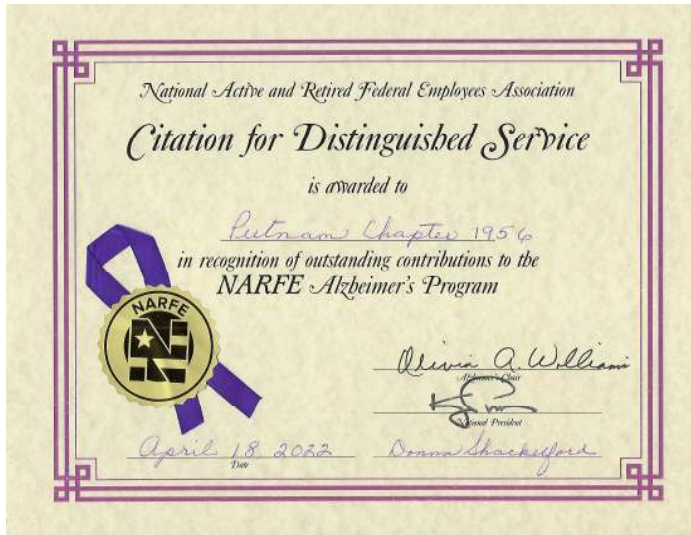 National Active and Retired Federal Employees Association
Citation for Distinguished Service
is awarded to
Putnam Chapter 1956
in recognition of outstanding contributions to the
NARFE Alzheimer's Program
NARFE
Olivia A. Williams
Alzheimer's Chair
National President
April 18 2022
Donna Shackelford
Date